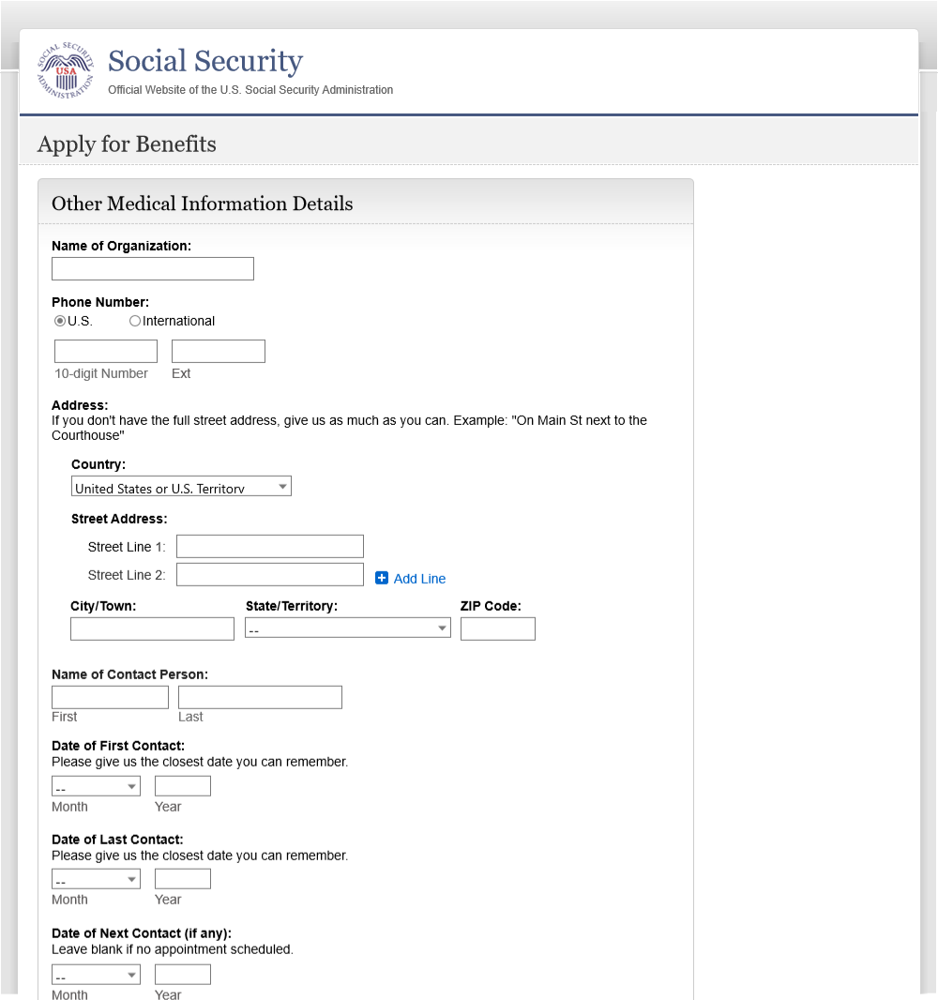 SOCIAL SECURITY
USA
ADMINISTRATION
Social Security
Official Website of the U.S. Social Security Administration
Apply for Benefits
Other Medical Information Details
Name of Organization:
Phone Number:
U.S. International
10-digit Number Ext
Address:
If you don't have the full street address, give us as much as you can. Example: "On Main St next to the
Courthouse"
Country:
United States or U.S. Territory
Street Address:
Street Line 1:
Street Line 2:
Add Line
City/Town: State/Territory: ZIP Code:
--
Name of Contact Person:
First Last
Date of First Contact:
Please give us the closest date you can remember.
--
Month Year
Date of Last Contact:
Please give us the closest date you can remember.
--
Month Year
Date of Next Contact (if any):
Leave blank if no appointment scheduled.
--
Month Year